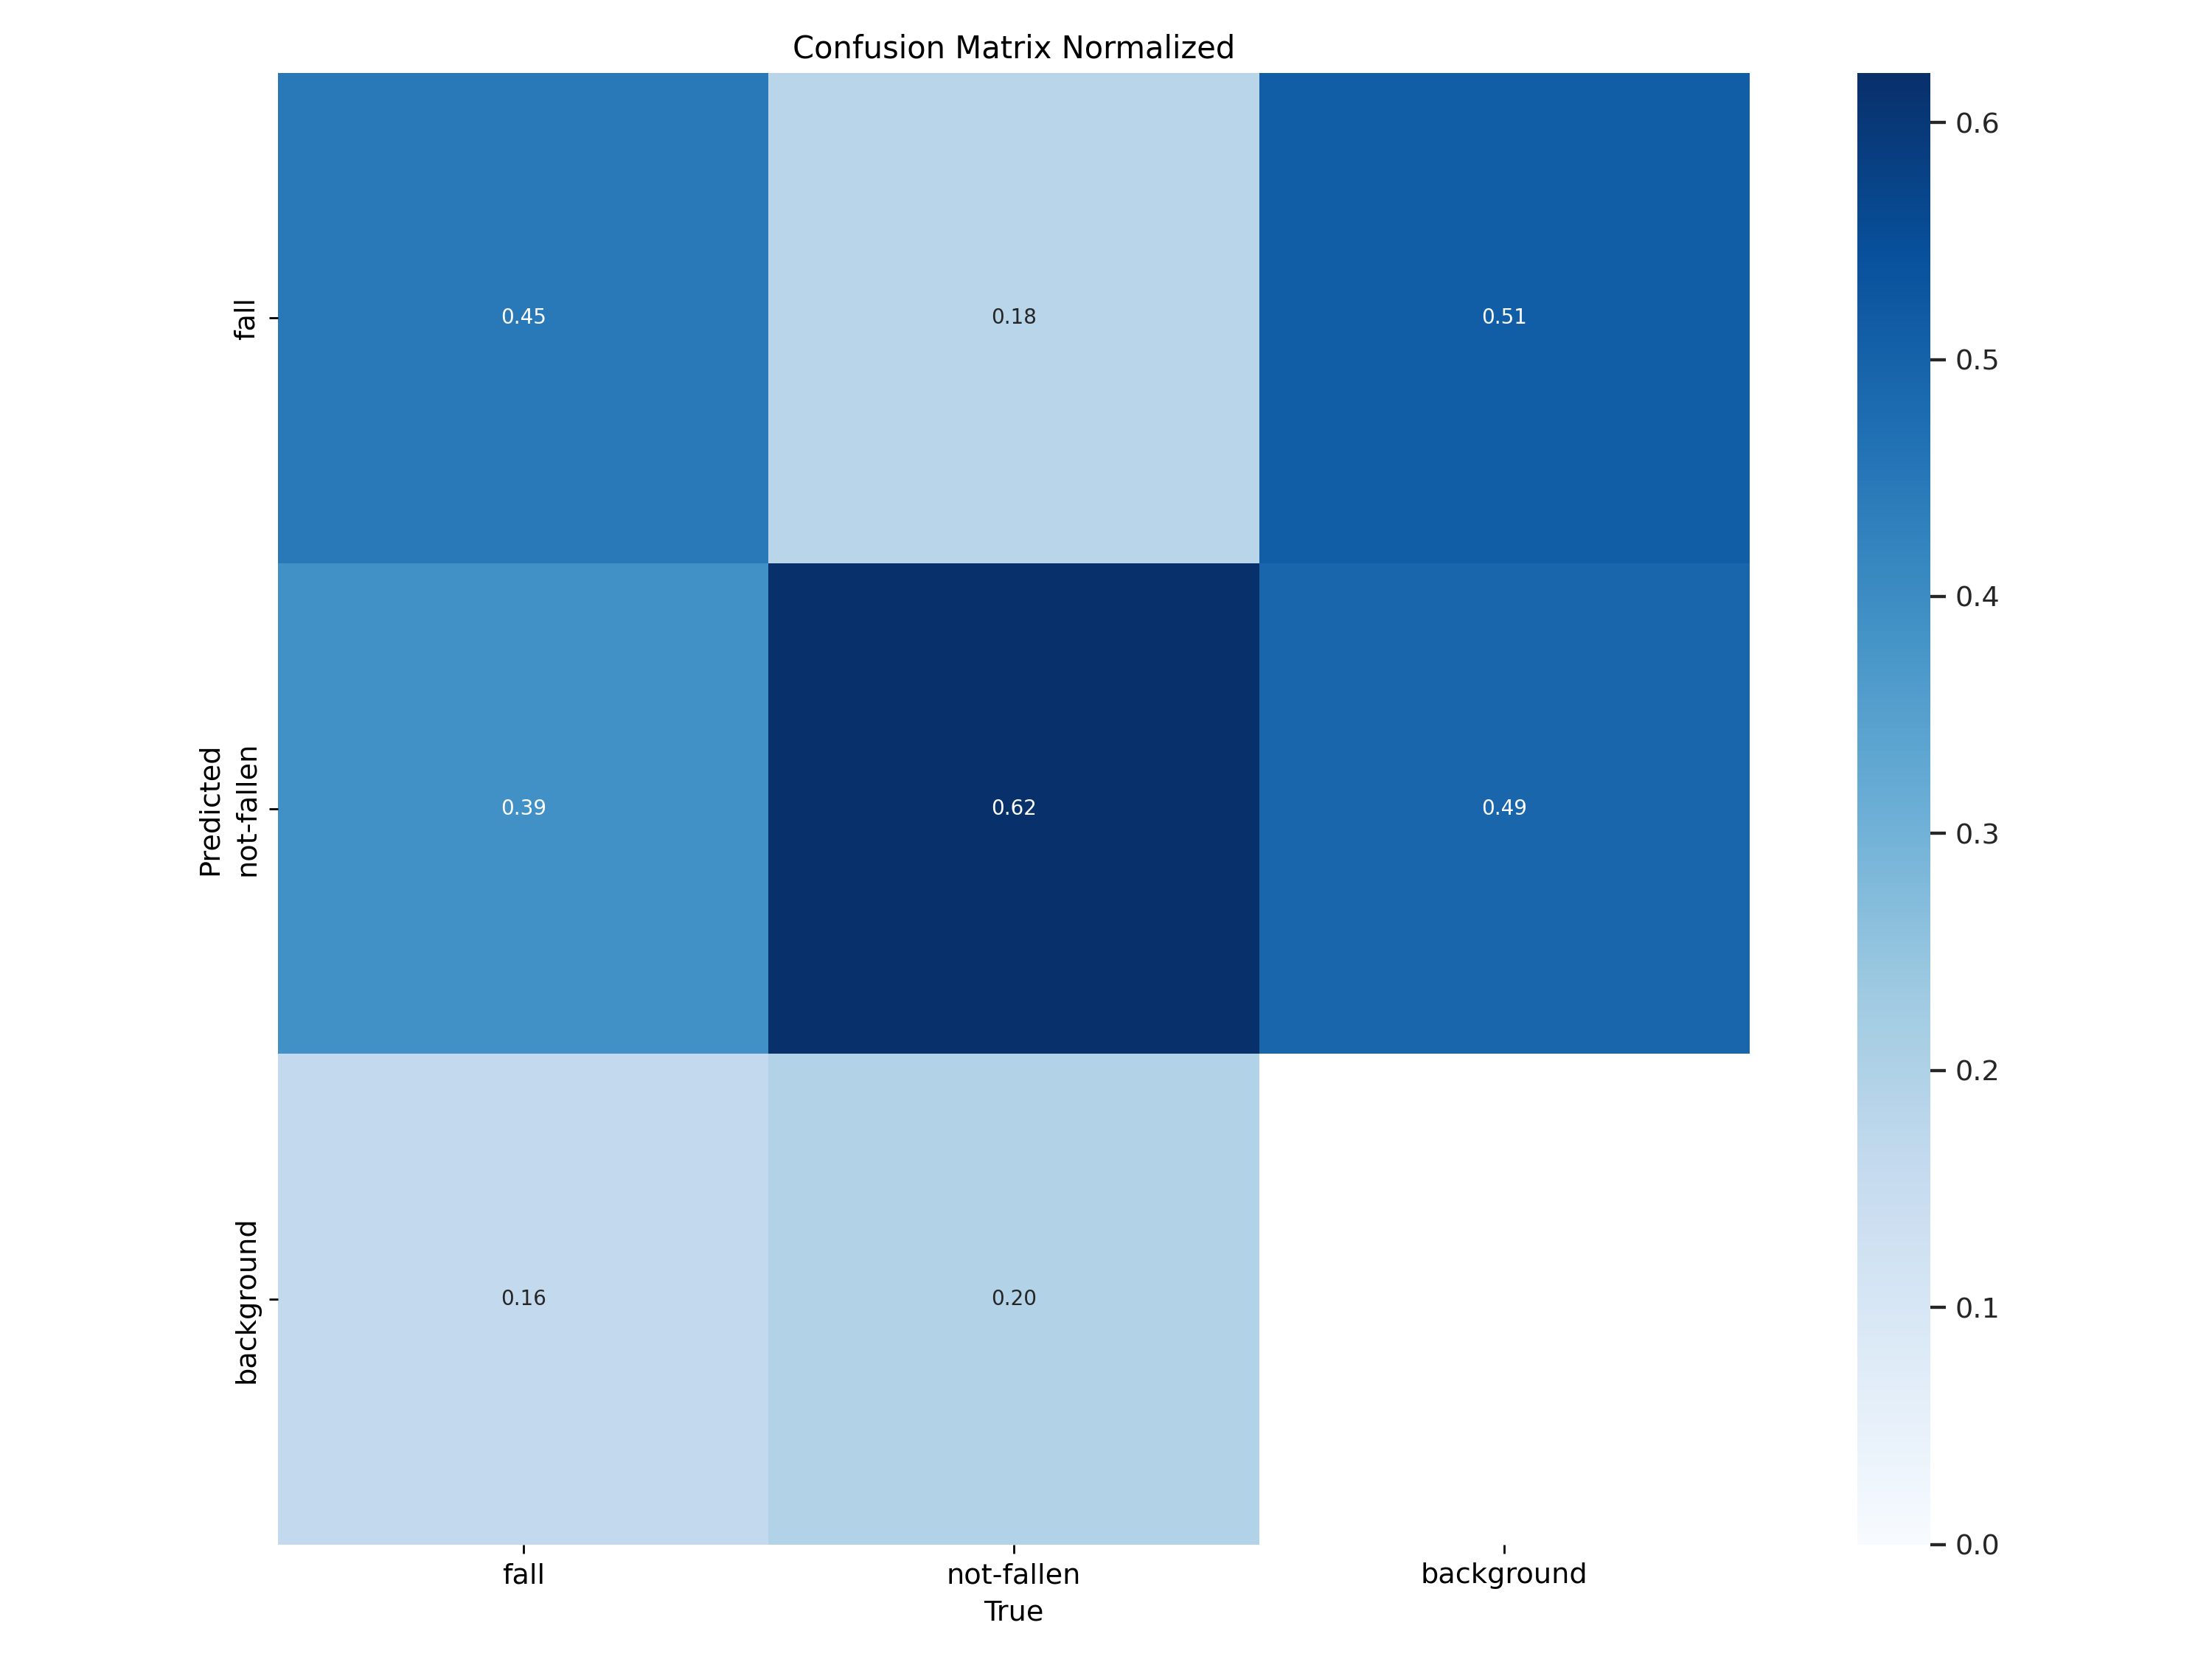 Confusion Matrix Normalized
fall
0.45
0.18
0.51
Predicted
not-fallen
0.39
0.62
0.49
background
0.16
0.20
fall
not-fallen
background
True
0.6
0.5
0.4
0.3
0.2
0.1
0.0